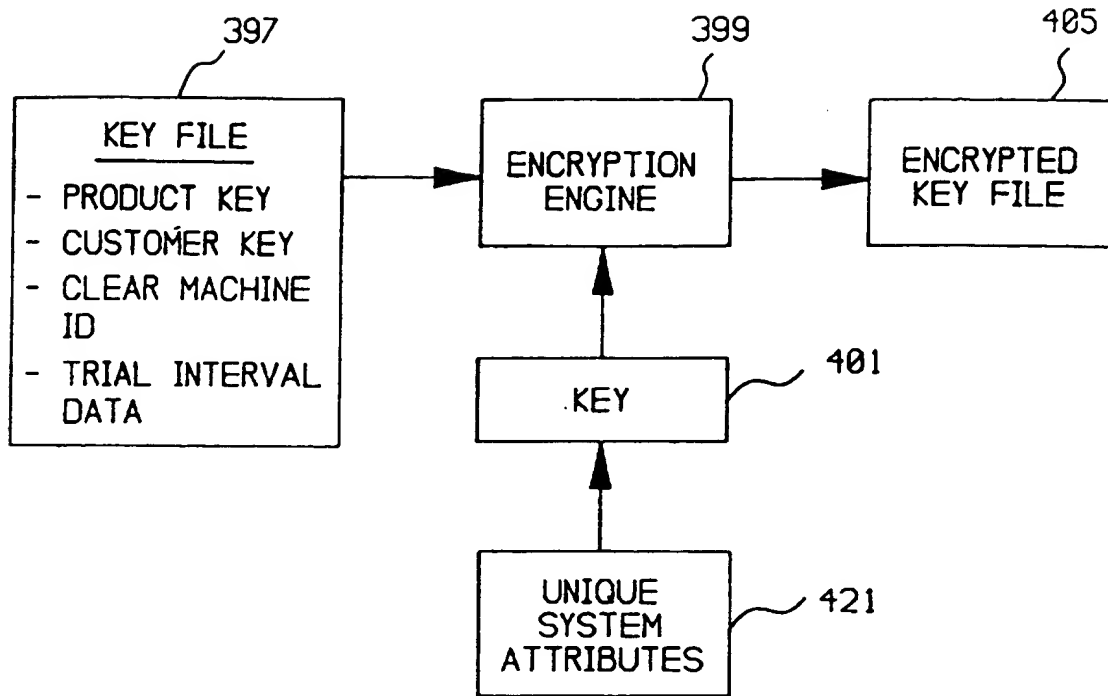 397
399
405
KEY FILE
- PRODUCT KEY
- CUSTOMER KEY
- CLEAR MACHINE
ID
- TRIAL INTERVAL
DATA
ENCRYPTION
ENGINE
ENCRYPTED
KEY FILE
KEY
401
UNIQUE
SYSTEM
ATTRIBUTES
421